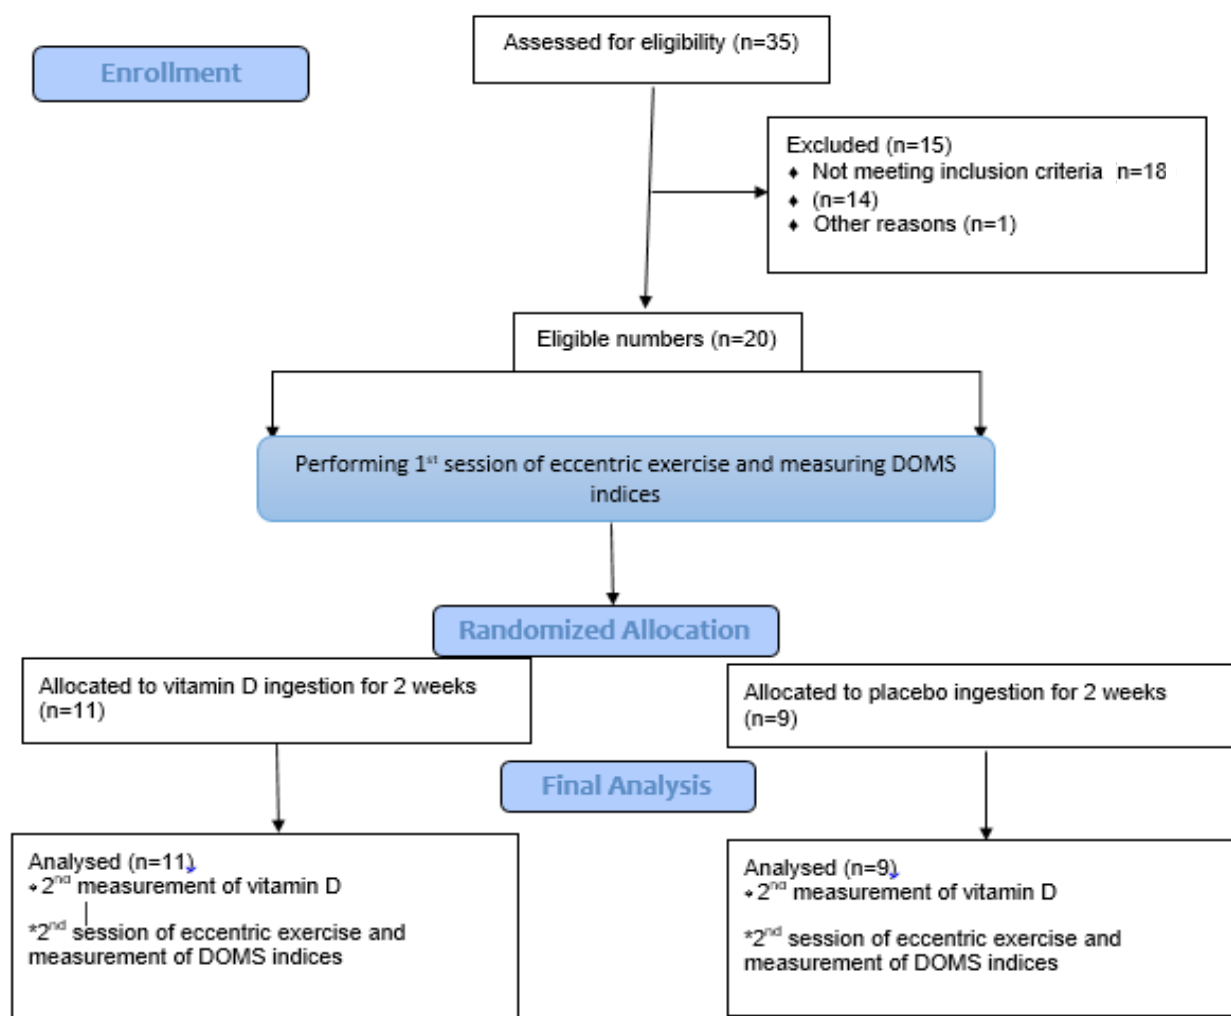 Assessed for eligibility (n=35)
Enrollment
Excluded (n=15)
♦ Not meeting inclusion criteria n=18
♦ (n=14)
♦ Other reasons (n=1)
Eligible numbers (n=20)
Performing 1st session of eccentric exercise and measuring DOMS
indices
Randomized Allocation
Allocated to vitamin D ingestion for 2 weeks
(n=11)
Allocated to placebo ingestion for 2 weeks
(n=9)
Final Analysis
Analysed (n=11)
♦2nd measurement of vitamin D
*2nd session of eccentric exercise and
measurement of DOMS indices
Analysed (n=9)
♦2nd measurement of vitamin D
*2nd session of eccentric exercise and
measurement of DOMS indices